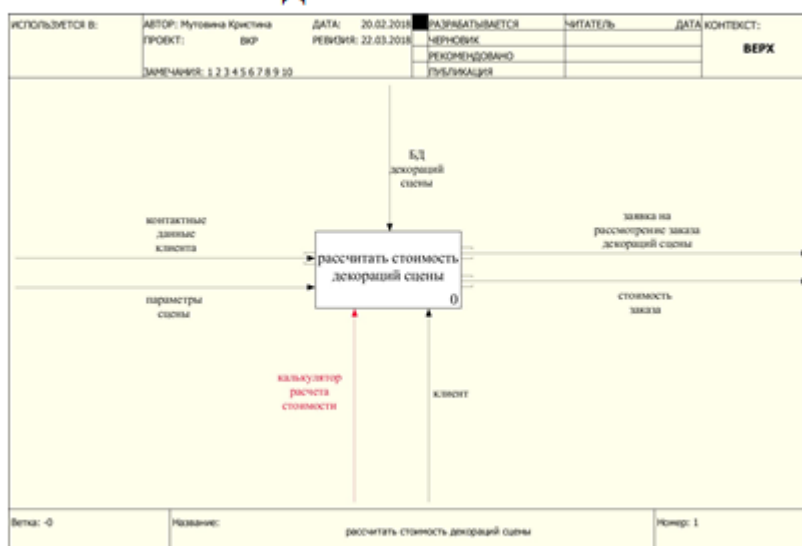 ИСПОЛЬЗУЕТСЯ В:
АВТОР: Мутовина Кристина
ДАТА: 20.02.2018
РАЗРАБАТЫВАЕТСЯ
ЧИТАТЕЛЬ
ДАТА
КОНТЕКСТ:
ПРОЕКТ: ВКР
РЕВИЗИЯ: 22.03.2018
ЧЕРНОВИК
ВЕРХ
РЕКОМЕНДОВАНО
ЗАМЕЧАНИЯ: 1 2 3 4 5 6 7 8 9 10
ПУБЛИКАЦИЯ
БД
декораций
сцены
контактные
данные
клиента
заявка на
рассмотрение заказа
декораций сцены
рассчитать стоимость
декораций сцены
0
параметры
сцены
стоимость
заказа
калькулятор
расчета
стоимости
клиент
Ветка: -0
Название:
рассчитать стоимость декораций сцены
Номер: 1